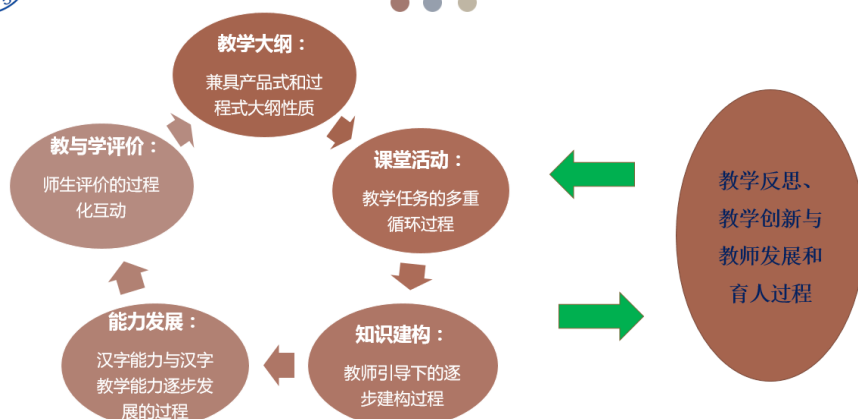 教学大纲：
兼具产品式和过
程式大纲性质
课堂活动：
教学任务的多重
循环过程
知识建构：
教师引导下的逐
步建构过程
能力发展：
汉字能力与汉字
教学能力逐步发
展的过程
教与学评价：
师生评价的过程
化互动
教学反思、
教学创新与
教师发展和
育人过程